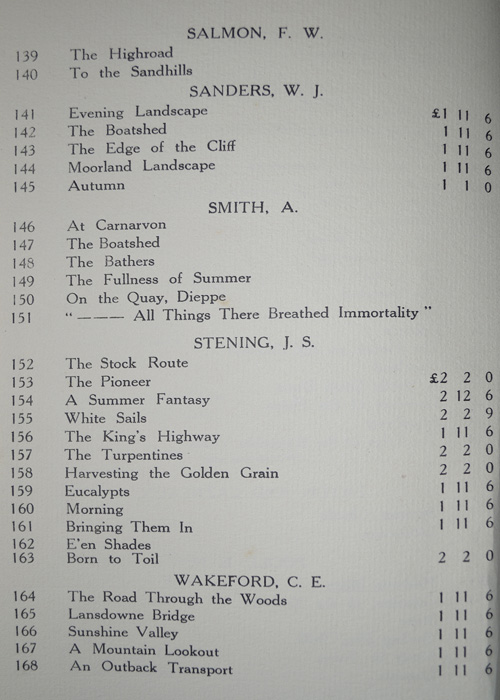 SALMON, F. W.
139 The Highroad
140 To the Sandhills
SANDERS, W. J.
141 Evening Landscape £1 11 6
142 The Boatshed 1 11 6
143 The Edge of the Cliff 1 11 6
144 Moorland Landscape 1 11 6
145 Autumn 1 1 0
SMITH, A.
146 At Carnarvon
147 The Boatshed
148 The Bathers
149 The Fullness of Summer
150 On the Quay, Dieppe
151 “ — — — All Things There Breathed Immortality ”
STENING, J. S.
152 The Stock Route
153 The Pioneer £2 2 0
154 A Summer Fantasy 2 12 6
155 White Sails 2 2 9
156 The King's Highway 1 11 6
157 The Turpentines 2 2 0
158 Harvesting the Golden Grain 2 2 0
159 Eucalypts 1 11 6
160 Morning 1 11 6
161 Bringing Them In 1 11 6
162 E'en Shades
163 Born to Toil 2 2 0
WAKEFORD, C. E.
164 The Road Through the Woods 1 11 6
165 Lansdowne Bridge 1 11 6
166 Sunshine Valley 1 11 6
167 A Mountain Lookout 1 11 6
168 An Outback Transport 1 11 6